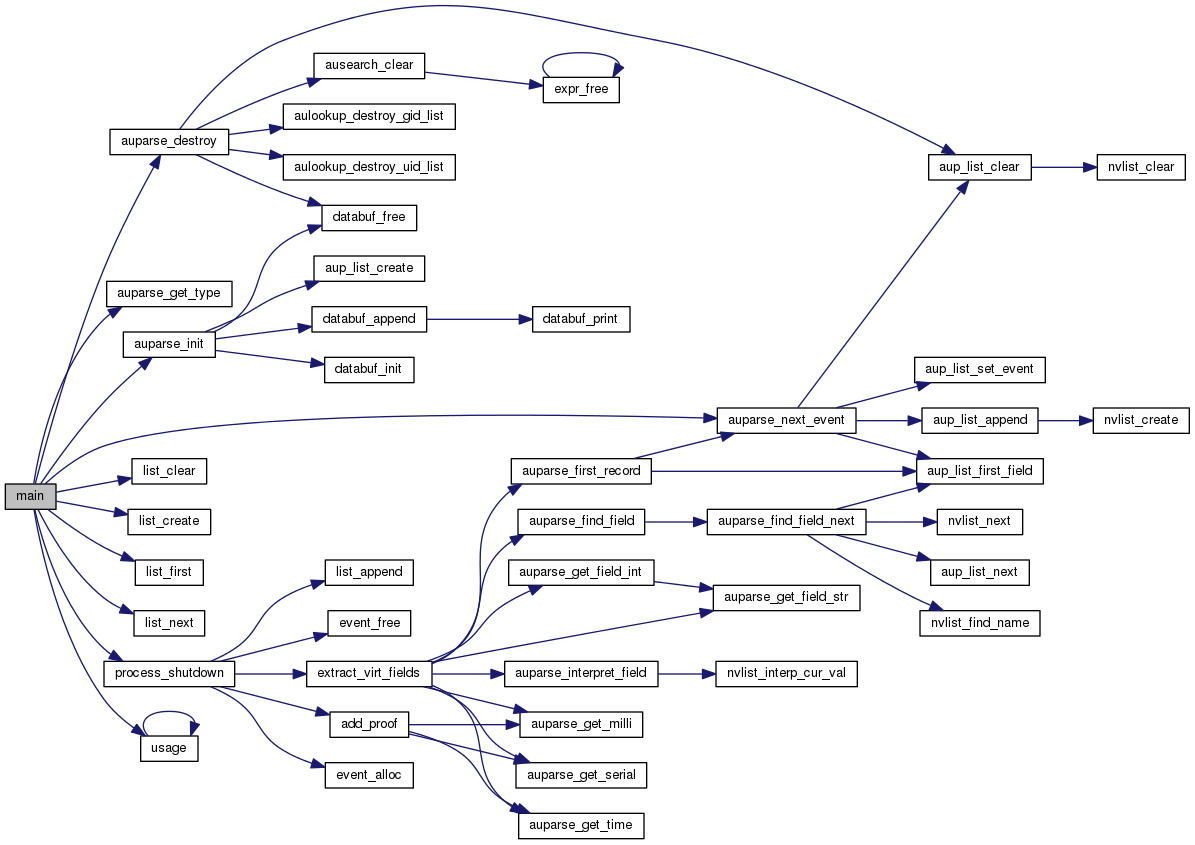 ausearch_clear
expr_free
aulookup_destroy_gid_list
auparse_destroy
aulookup_destroy_uid_list
aup_list_clear
nvlist_clear
databuf_free
aup_list_create
auparse_get_type
databuf_append
databuf_print
auparse_init
databuf_init
aup_list_set_event
auparse_next_event
aup_list_append
nvlist_create
list_clear
auparse_first_record
aup_list_first_field
main
list_create
auparse_find_field
auparse_find_field_next
nvlist_next
list_first
list_append
auparse_get_field_int
aup_list_next
auparse_get_field_str
list_next
event_free
nvlist_find_name
process_shutdown
extract_virt_fields
auparse_interpret_field
nvlist_interp_cur_val
add_proof
auparse_get_milli
usage
event_alloc
auparse_get_serial
auparse_get_time